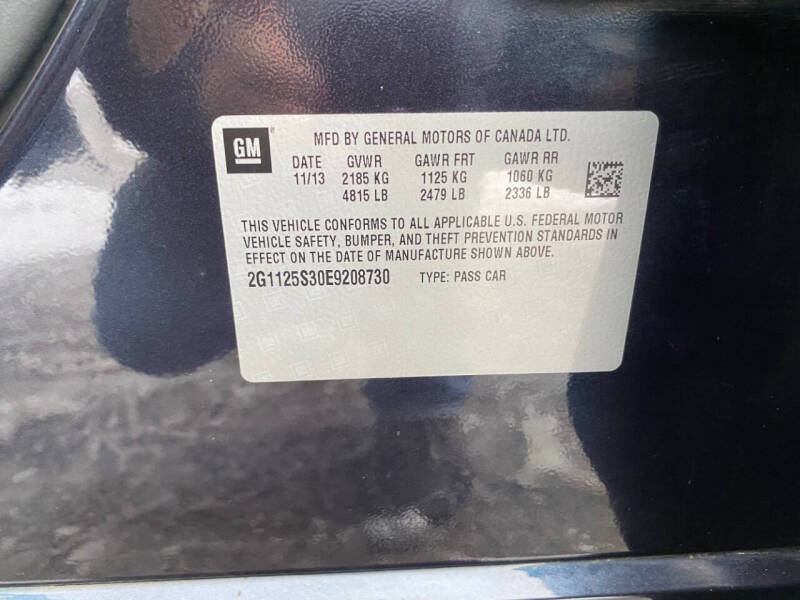 GM
®
MFD BY GENERAL MOTORS OF CANADA LTD.
DATE GVWR GAWR FRT GAWR RR
11/13 2185 KG 1125 KG 1060 KG
4815 LB 2479 LB 2336 LB
THIS VEHICLE CONFORMS TO ALL APPLICABLE U.S. FEDERAL MOTOR
VEHICLE SAFETY, BUMPER, AND THEFT PREVENTION STANDARDS IN
EFFECT ON THE DATE OF MANUFACTURE SHOWN ABOVE.
2G1125S30E9208730 TYPE: PASS CAR